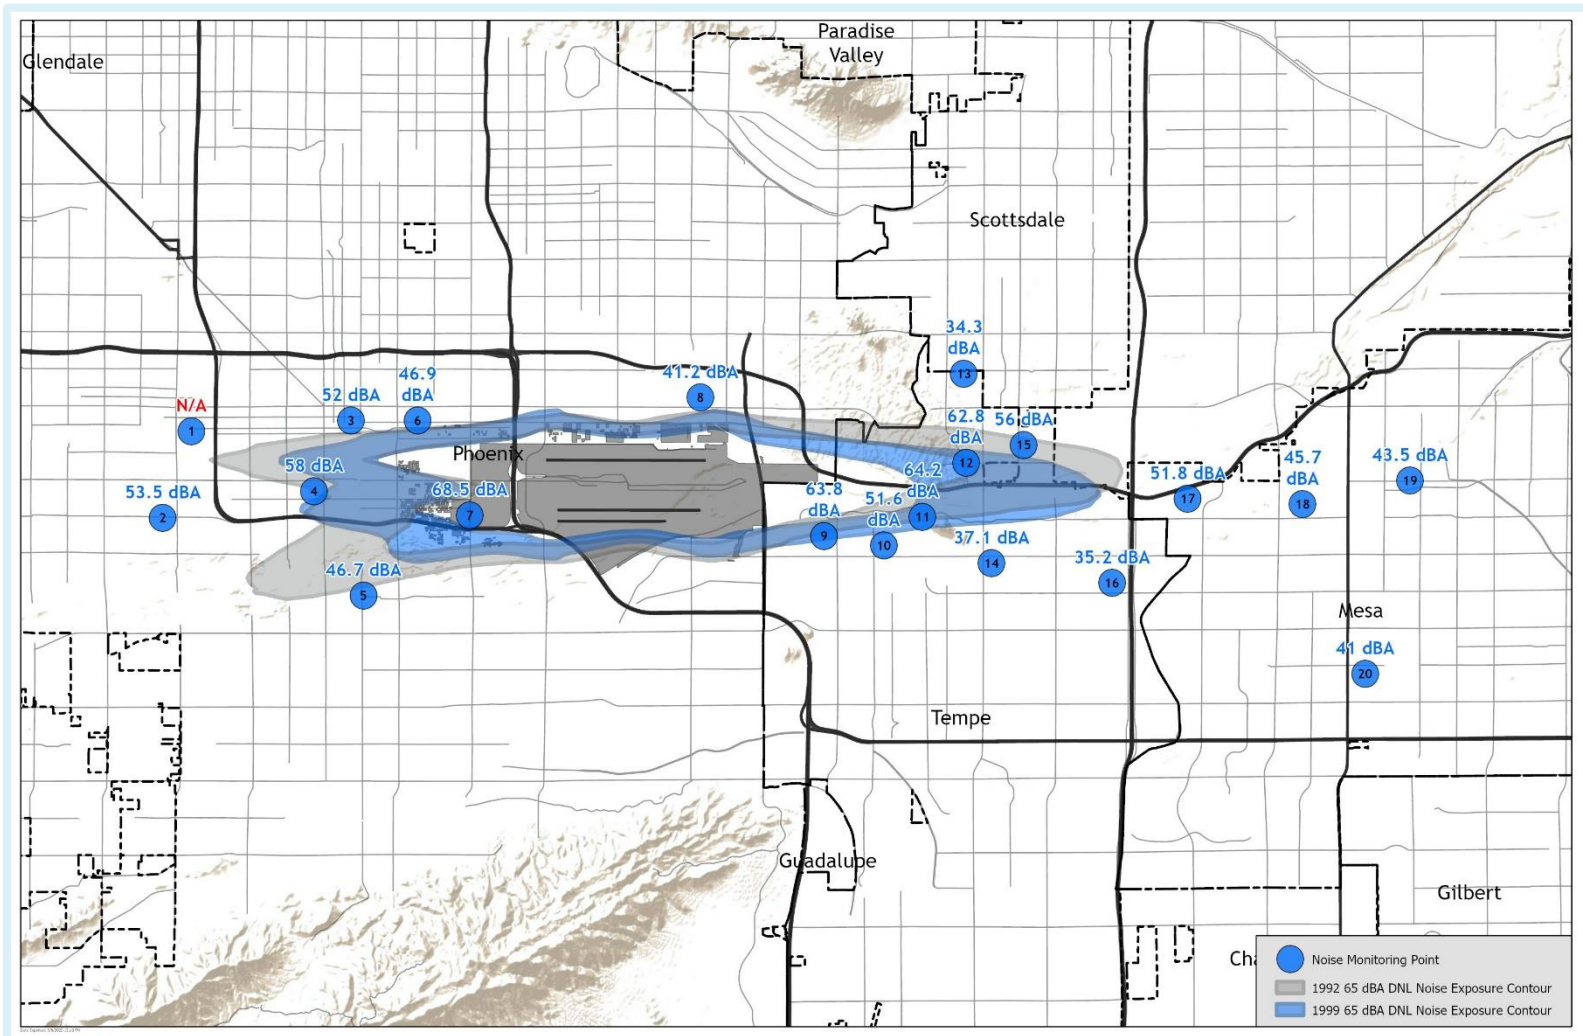 Paradise
Valley
Glendale
Scottsdale
34.3
dBA
13
46.9
dBA
6
41.2 dBA
8
52 dBA
3
N/A
1
62.8
dBA
12
56 dBA
15
Phoenix
58 dBA
4
68.5 dBA
7
64.2
dBA
11
63.8
dBA
9
51.6
dBA
10
51.8 dBA
17
45.7
dBA
18
43.5 dBA
19
53.5 dBA
2
37.1 dBA
14
35.2 dBA
16
46.7 dBA
5
Mesa
41 dBA
20
Tempe
Guadalupe
Gilbert
Cha
Noise Monitoring Point
1992 65 dBA DNL Noise Exposure Contour
1999 65 dBA DNL Noise Exposure Contour